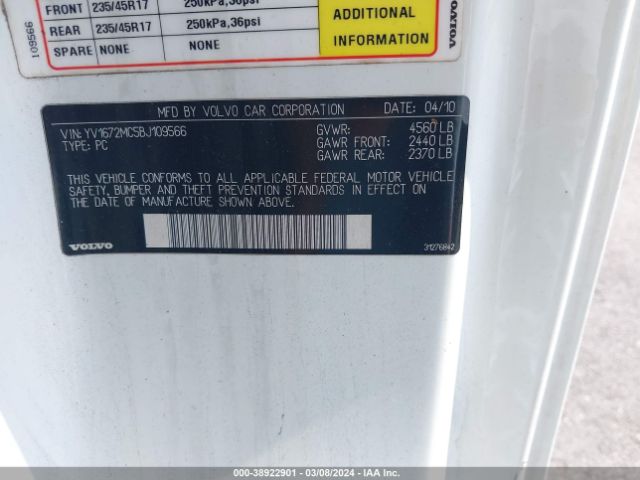 FRONT 235/45R17 250kPa,36psi
REAR 235/45R17 250kPa,36psi
SPARE NONE NONE
ADDITIONAL
INFORMATION
VOLVO
109566
MFD BY VOLVO CAR CORPORATION DATE: 04/10
VIN: YV1672MC5BJ109566 GVWR: 4560 LB
TYPE: PC GAWR FRONT: 2440 LB
GAWR REAR: 2370 LB
THIS VEHICLE CONFORMS TO ALL APPLICABLE FEDERAL MOTOR VEHICLE
SAFETY, BUMPER AND THEFT PREVENTION STANDARDS IN EFFECT ON
THE DATE OF MANUFACTURE SHOWN ABOVE.
VOLVO 31276842
000-38922901 - 03/08/2024 - IAA Inc.